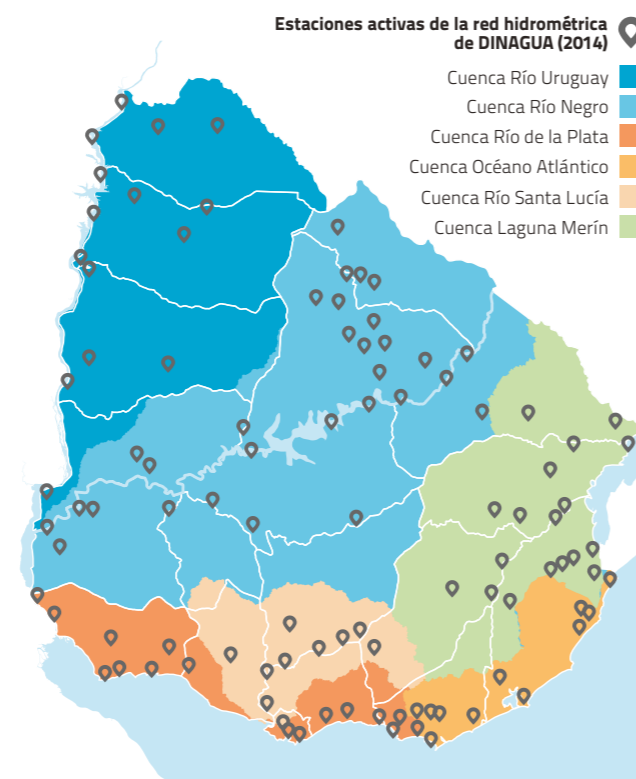 Estaciones activas de la red hidrométrica
de DINAGUA (2014)
Cuenca Río Uruguay
Cuenca Río Negro
Cuenca Río de la Plata
Cuenca Océano Atlántico
Cuenca Río Santa Lucía
Cuenca Laguna Merín